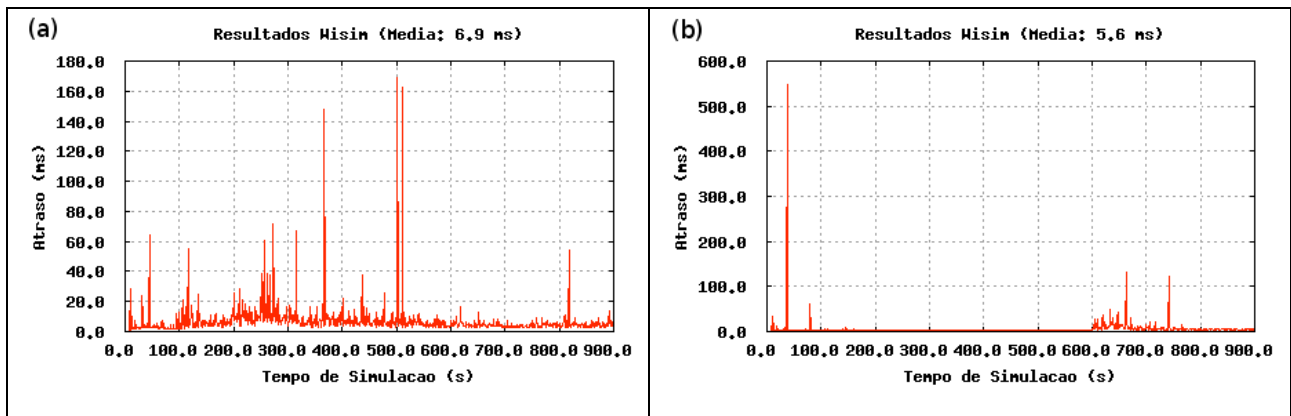 (a)
Resultados Wisim (Media: 6.9 ms)
180.0
160.0
140.0
120.0
100.0
80.0
60.0
40.0
20.0
0.0
Atraso (ms)
0.0 100.0 200.0 300.0 400.0 500.0 600.0 700.0 800.0 900.0
Tempo de Simulacao (s)
(b)
Resultados Wisim (Media: 5.6 ms)
600.0
500.0
400.0
300.0
200.0
100.0
0.0
Atraso (ms)
0.0 100.0 200.0 300.0 400.0 500.0 600.0 700.0 800.0 900.0
Tempo de Simulacao (s)